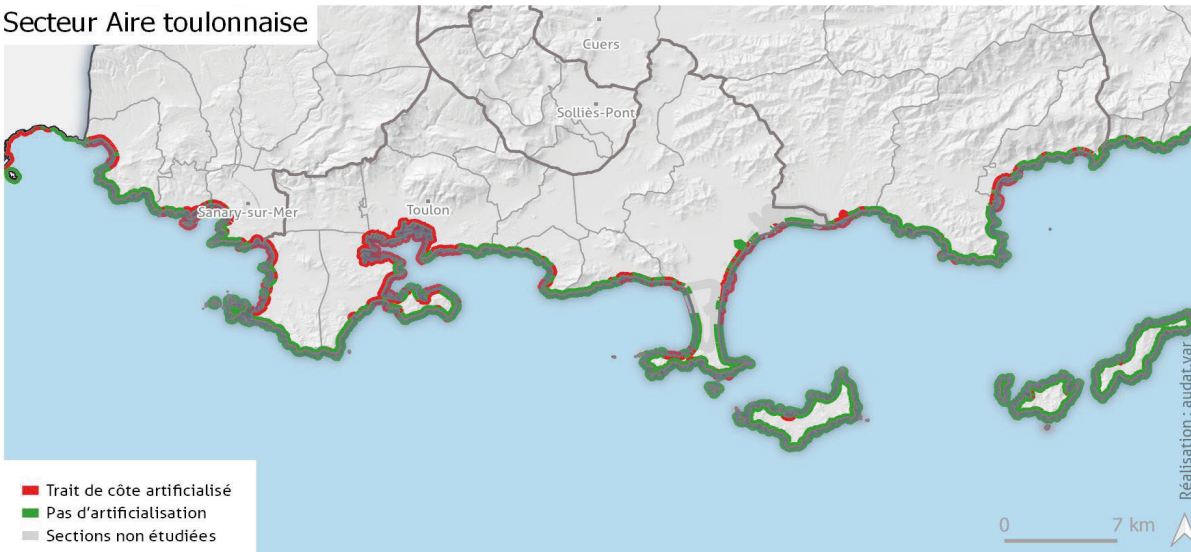 Secteur Aire toulonnaise
Cuers
Solliès-Pont
Sanary-sur-Mer
Toulon
Trait de côte artificialisé
Pas d'artificialisation
Sections non étudiées
0 7 km
Réalisation : audat.var